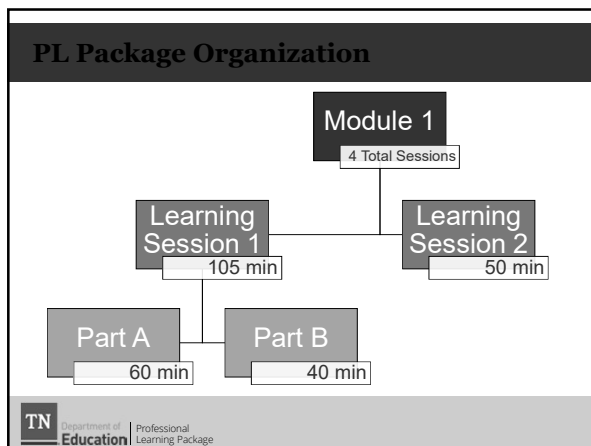 PL Package Organization
Module 1
4 Total Sessions
Learning
Session 1
105 min
Learning
Session 2
50 min
Part A
60 min
Part B
40 min
TN
Department of
Education
Professional
Learning Package